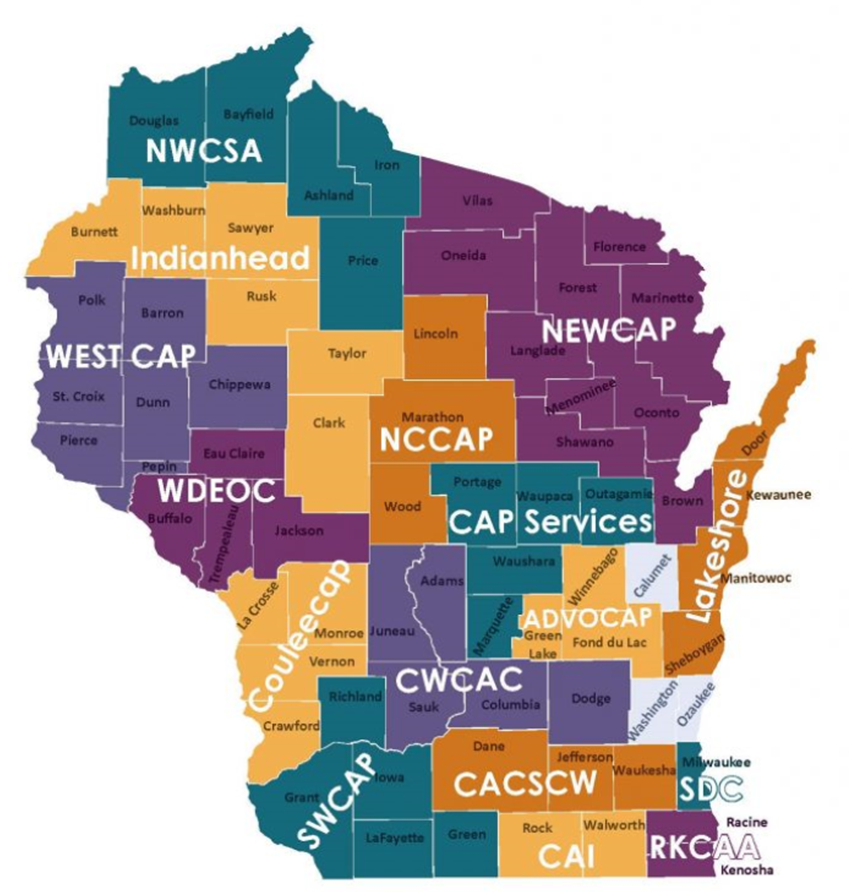 Douglas
Bayfield
NWCSA
Iron
Ashland
Vilas
Washburn
Burnett
Sawyer
Indianhead
Price
Oneida
Florence
Forest
Marinette
Polk
Barron
Rusk
Lincoln
NEWCAP
Langlade
WEST CAP
Taylor
Chippewa
St. Croix
Dunn
Menominee
Oconto
Clark
Marathon
NCCAP
Pierce
Shawano
Door
Eau Claire
Pepin
WDEOC
Portage
Waupaca
Outagamie
Brown
Kewaunee
Wood
CAP Services
Lakeshore
Buffalo
Trempealeau
Jackson
Waushara
Winnebago
Calumet
Manitowoc
Adams
La Crosse
Couleecap
Monroe
Juneau
Marquette
ADVOCAP
Green
Lake
Fond du Lac
Sheboygan
Vernon
CWCAC
Richland
Sauk
Columbia
Dodge
Washington
Ozaukee
Crawford
Dane
Jefferson
Waukesha
Milwaukee
SDC
CACSCW
Grant
SWCAP
Iowa
LaFayette
Green
Rock
Walworth
CAI
Racine
RKCAA
Kenosha